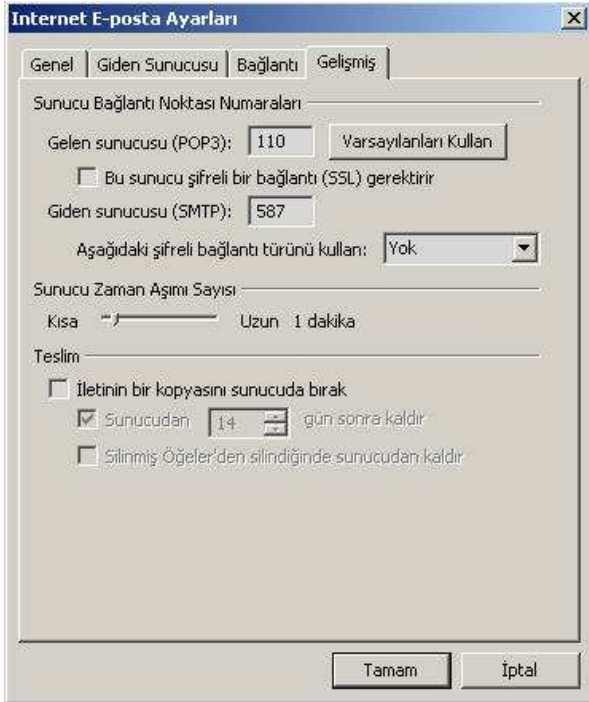 Internet E-posta Ayarları
Genel Giden Sunucusu Bağlantı Gelişmiş
Sunucu Bağlantı Noktası Numaraları
Gelen sunucusu (POP3): 110 Varsayılanları Kullan
Bu sunucu şifreli bir bağlantı (SSL) gerektirir
Giden sunucusu (SMTP): 587
Aşağıdaki şifreli bağlantı türünü kullan: Yok
Sunucu Zaman Aşımı Sayısı
Kısa Uzun 1 dakika
Teslim
İletinin bir kopyasını sunucuda bırak
Sunucudan 14 gün sonra kaldır
Silinmiş Öğeler'den silindiğinde sunucudan kaldır
Tamam İptal